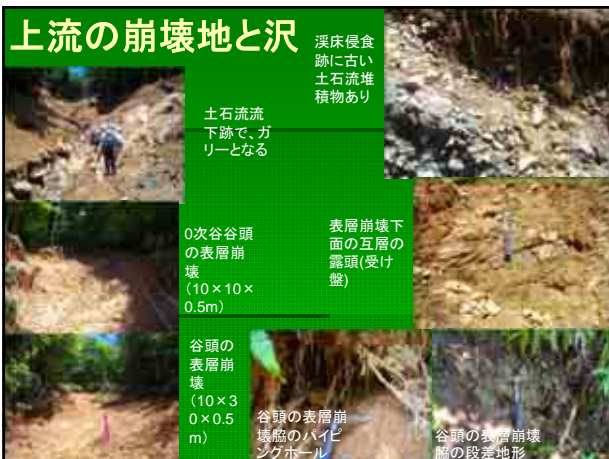 上流の崩壊地と沢
渓床侵食
跡に古い
土石流堆
積物あり
土石流流
下跡で、ガ
リーとなる
0次谷谷頭
の表層崩
壊
(10×10×
0.5m)
表層崩壊下
面の互層の
露頭(受け
盤)
谷頭の
表層崩
壊
(10×3
0×0.5
m)
谷頭の表層崩
壊脇のパイピ
ングホール
谷頭の表層崩壊
脇の段差地形